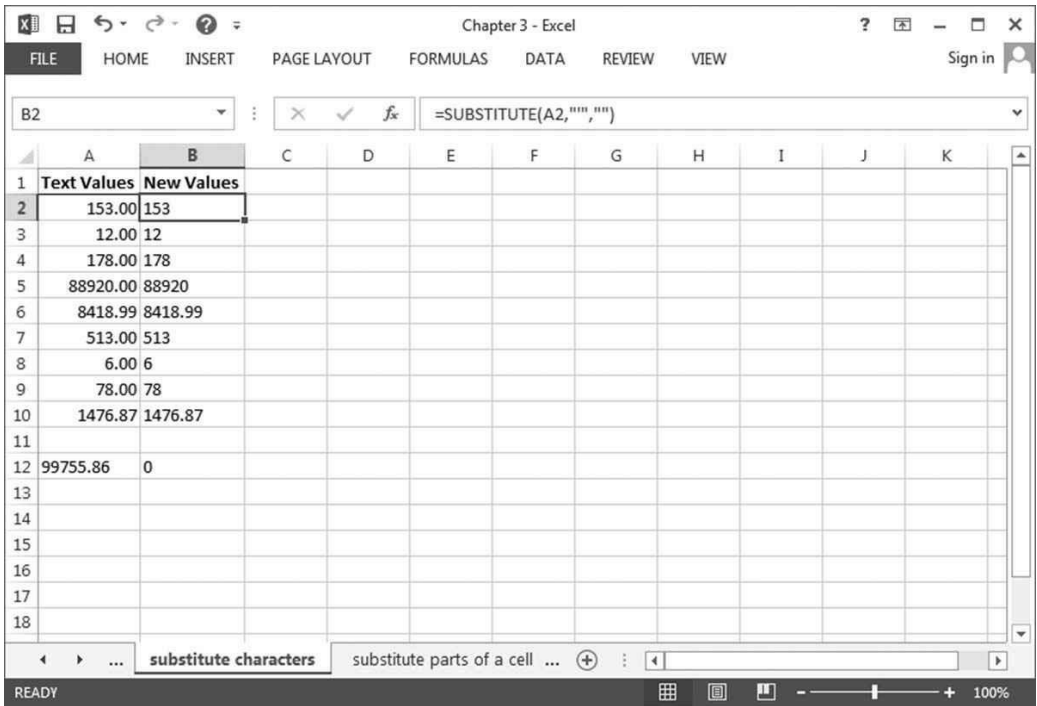 Chapter 3 - Excel
FILE HOME INSERT PAGE LAYOUT FORMULAS DATA REVIEW VIEW Sign in
B2 fx =SUBSTITUTE(A2,"'","")
A B C D E F G H I J K
1 Text Values New Values
2 153.00 153
3 12.00 12
4 178.00 178
5 88920.00 88920
6 8418.99 8418.99
7 513.00 513
8 6.00 6
9 78.00 78
10 1476.87 1476.87
11
12 99755.86 0
13
14
15
16
17
18
... substitute characters substitute parts of a cell ...
READY 100%